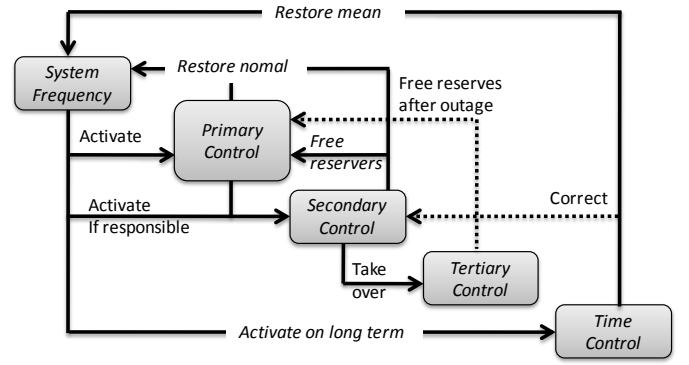 Restore mean
System
Frequency
Restore nomal
Free reserves
after outage
Activate
Primary
Control
Free
reservers
Activate
If responsible
Secondary
Control
Correct
Take
over
Tertiary
Control
Activate on long term
Time
Control